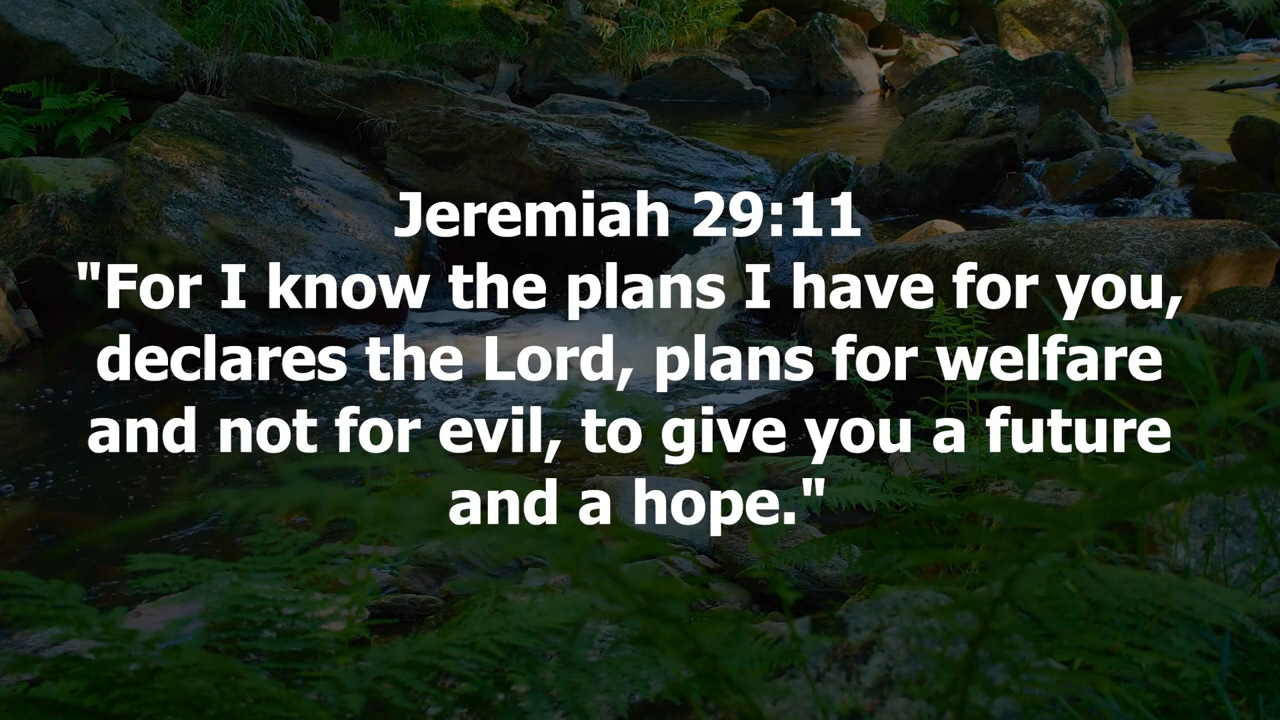 Jeremiah 29:11
"For I know the plans I have for you,
declares the Lord, plans for welfare
and not for evil, to give you a future
and a hope."